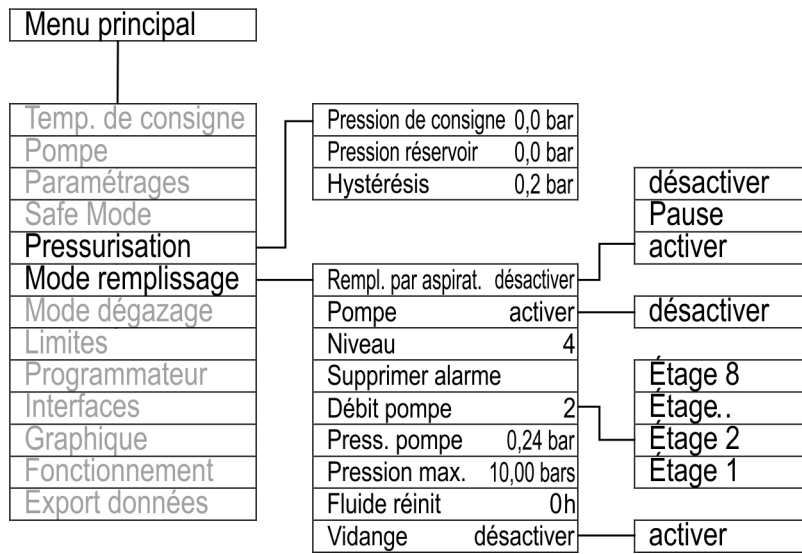 Menu principal
Temp. de consigne
Pompe
Paramétrages
Safe Mode
Pressurisation
Mode remplissage
Mode dégazage
Limites
Programmateur
Interfaces
Graphique
Fonctionnement
Export données
Pression de consigne 0,0 bar
Pression réservoir 0,0 bar
Hystérésis 0,2 bar
Rempl. par aspirat. désactiver
Pompe activer
Niveau 4
Supprimer alarme
Débit pompe 2
Press. pompe 0,24 bar
Pression max. 10,00 bars
Fluide réinit 0h
Vidange désactiver
désactiver
Pause
activer
désactiver
Étage 8
Étage..
Étage 2
Étage 1
activer